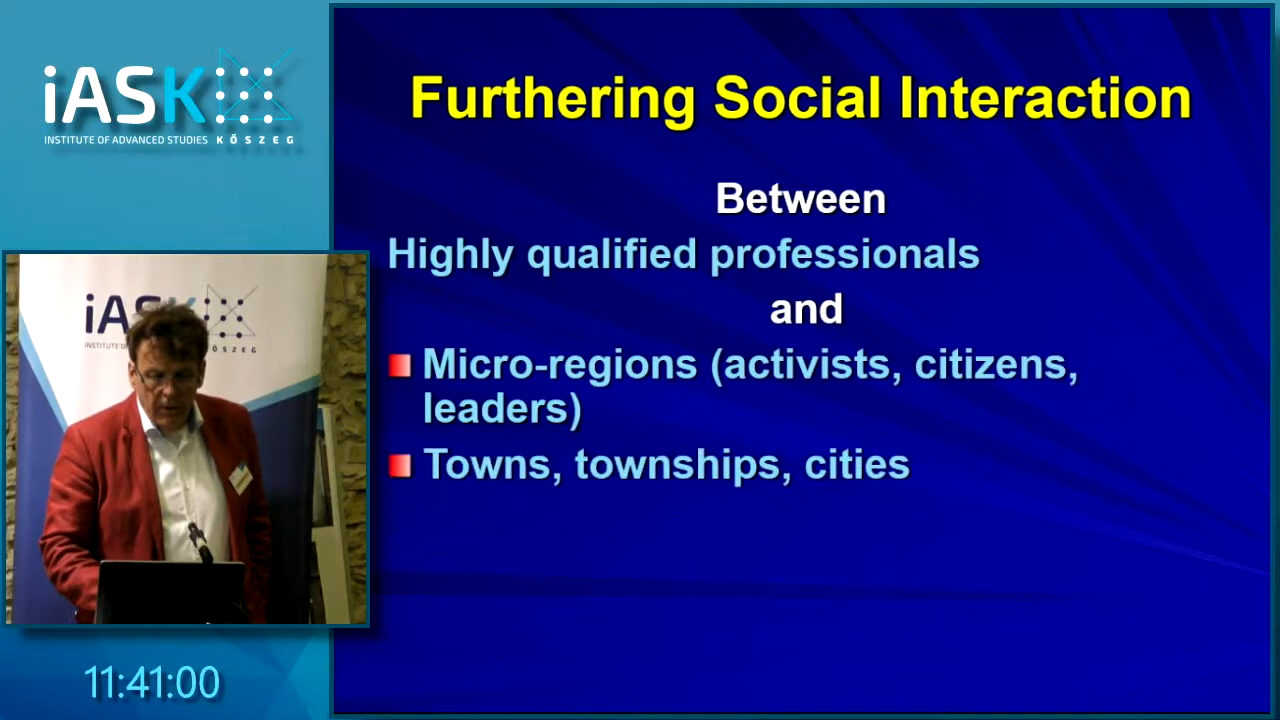 iASK
INSTITUTE OF ADVANCED STUDIES KŐSZEG
Furthering Social Interaction
Between
Highly qualified professionals
and
Micro-regions (activists, citizens,
leaders)
Towns, townships, cities
iASK
11:41:00